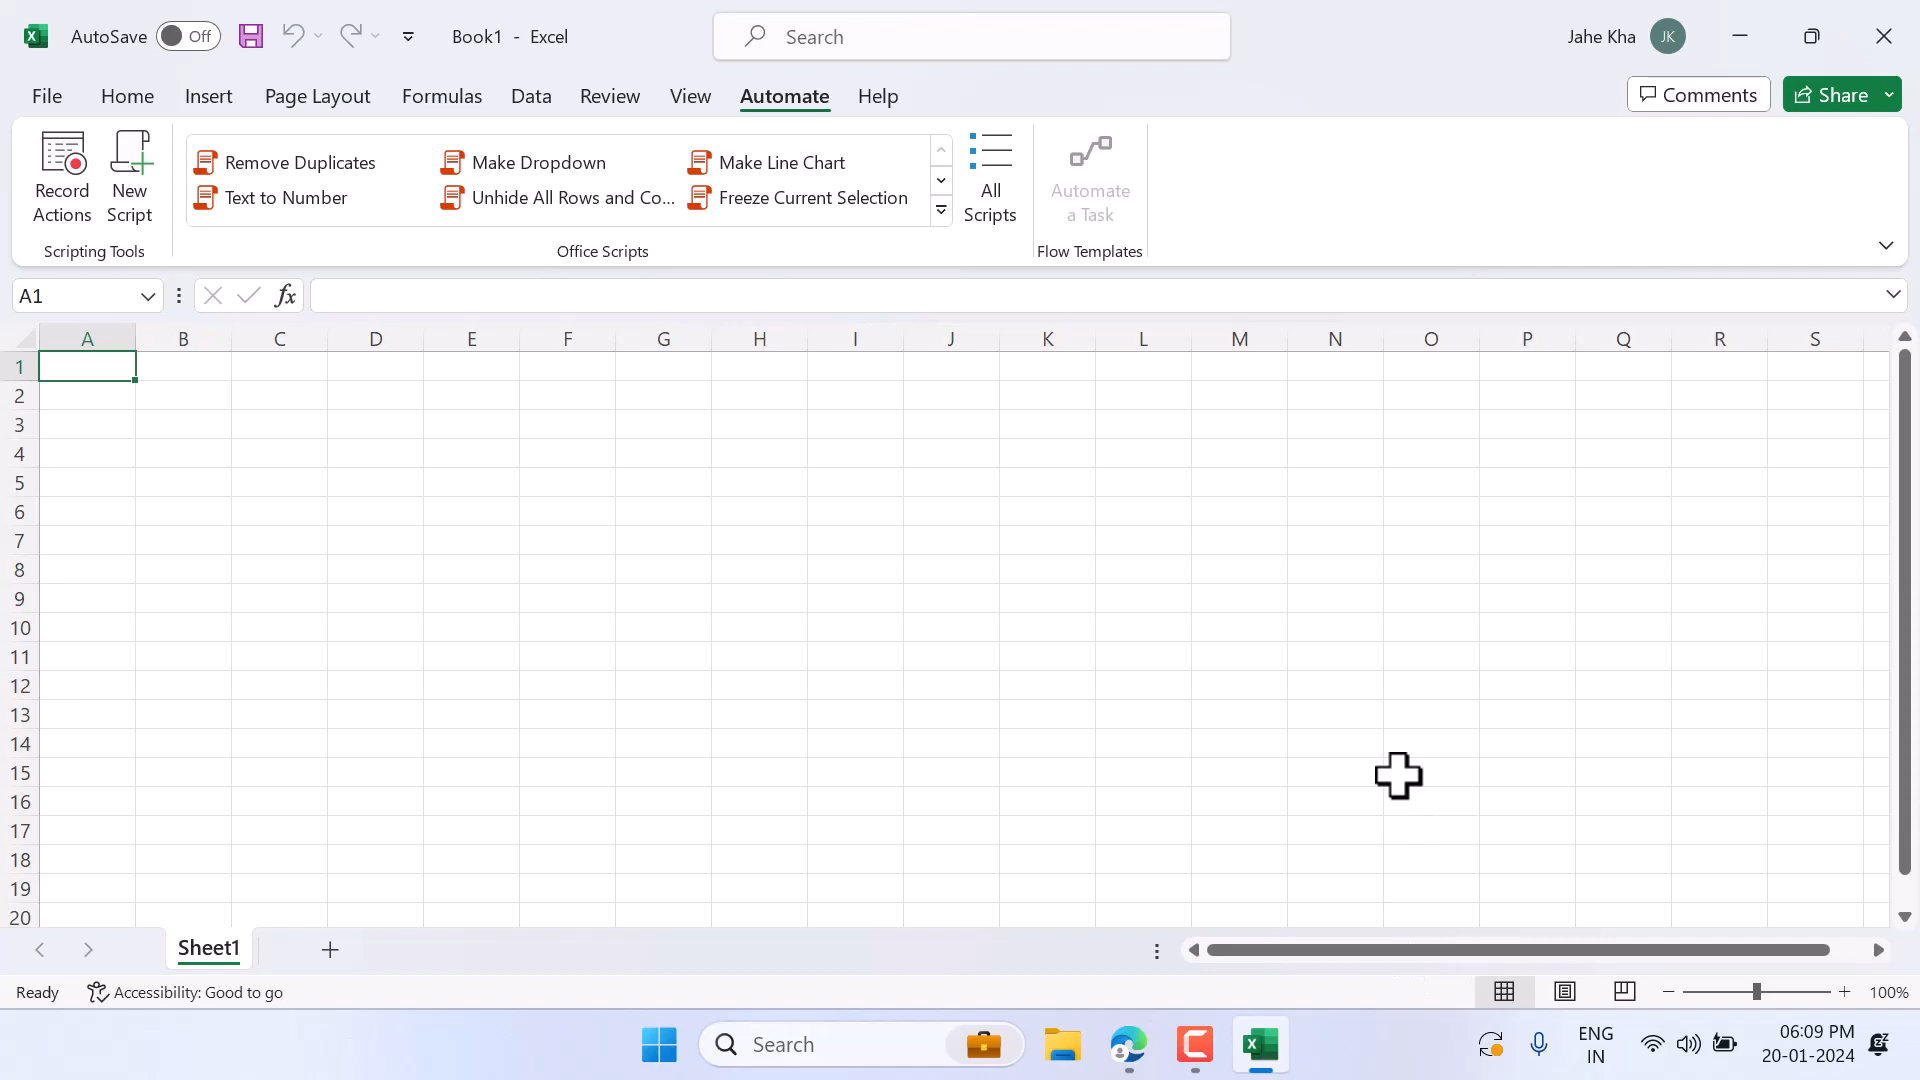 AutoSave Off Book1 - Excel Search Jahe Kha JK
File Home Insert Page Layout Formulas Data Review View Automate Help Comments Share
Record Actions
New Script
Remove Duplicates Make Dropdown Make Line Chart
Text to Number Unhide All Rows and Co... Freeze Current Selection
All Scripts
Automate a Task
Scripting Tools Office Scripts Flow Templates
A1 fx
A B C D E F G H I J K L M N O P Q R S
1
2
3
4
5
6
7
8
9
10
11
12
13
14
15
16
17
18
19
20
Sheet1
Ready Accessibility: Good to go 100%
Search ENG IN 06:09 PM 20-01-2024